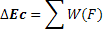 ΔEc = ∑ W(F)